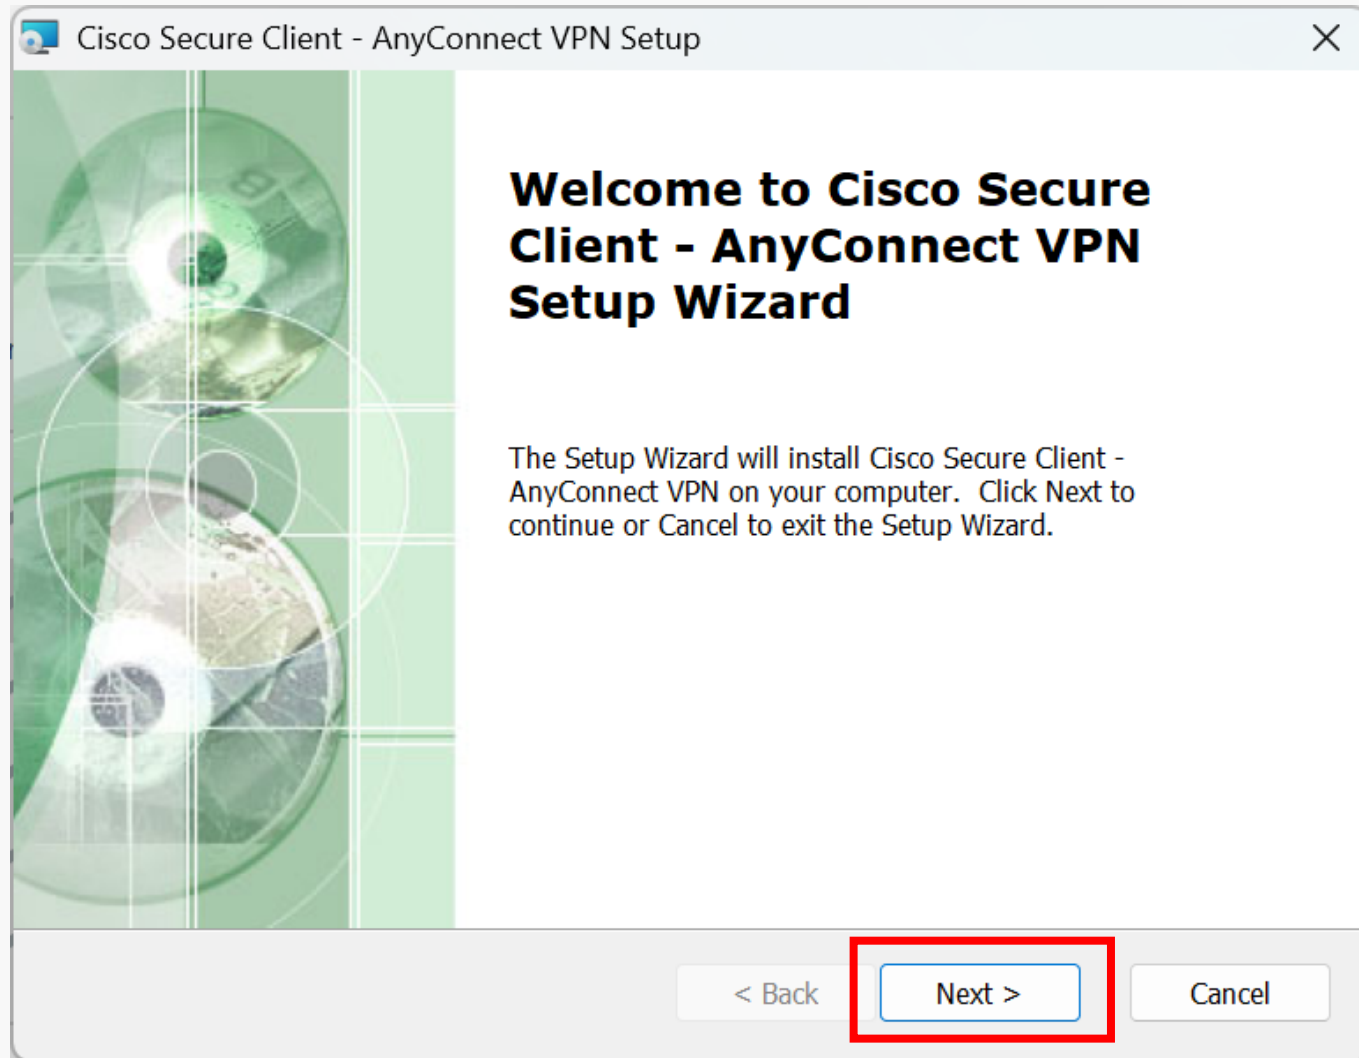 Cisco Secure Client - AnyConnect VPN Setup
Welcome to Cisco Secure
Client - AnyConnect VPN
Setup Wizard
The Setup Wizard will install Cisco Secure Client -
AnyConnect VPN on your computer.  Click Next to
continue or Cancel to exit the Setup Wizard.
< Back
Next >
Cancel